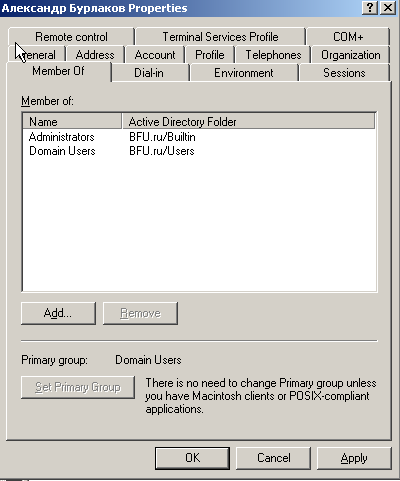 Александр Бурлаков Properties
Remote control Terminal Services Profile COM+
General Address Account Profile Telephones Organization
Member Of Dial-in Environment Sessions
Member of:
Name Active Directory Folder
Administrators BFU.ru/Builtin
Domain Users BFU.ru/Users
Add... Remove
Primary group: Domain Users
Set Primary Group
There is no need to change Primary group unless
you have Macintosh clients or POSIX-compliant
applications.
OK Cancel Apply